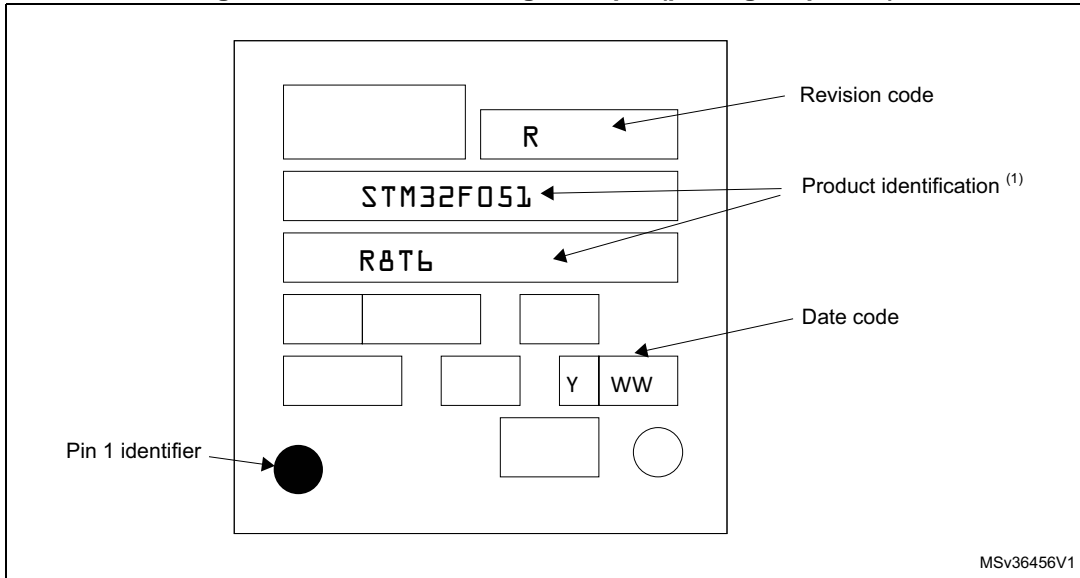 Revision code
R
STM32F051
Product identification (1)
R8T6
Date code
Y WW
Pin 1 identifier
MSv36456V1